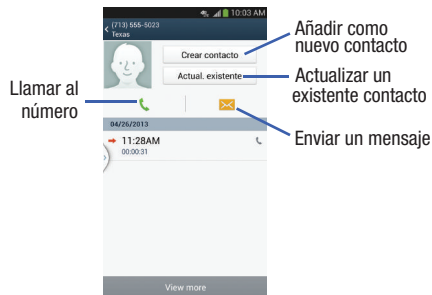 10:03 AM
(713) 555-5023
Texas
Crear contacto
Actual. existente
Añadir como
nuevo contacto
Actualizar un
existente contacto
Llamar al
número
Enviar un mensaje
04/26/2013
11:28AM
00:00:31
View more